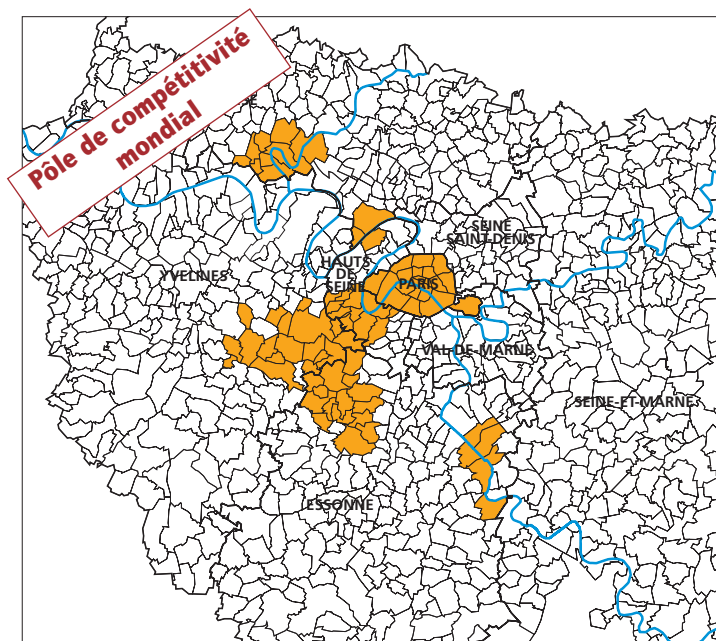 Pôle de compétitivité
mondial
SEINE
SAINT-DENIS
HAUTS
DE
SEINE
YVELINES
PARIS
VAL-DE-MARNE
SEINE-ET-MARNE
ESSONNE